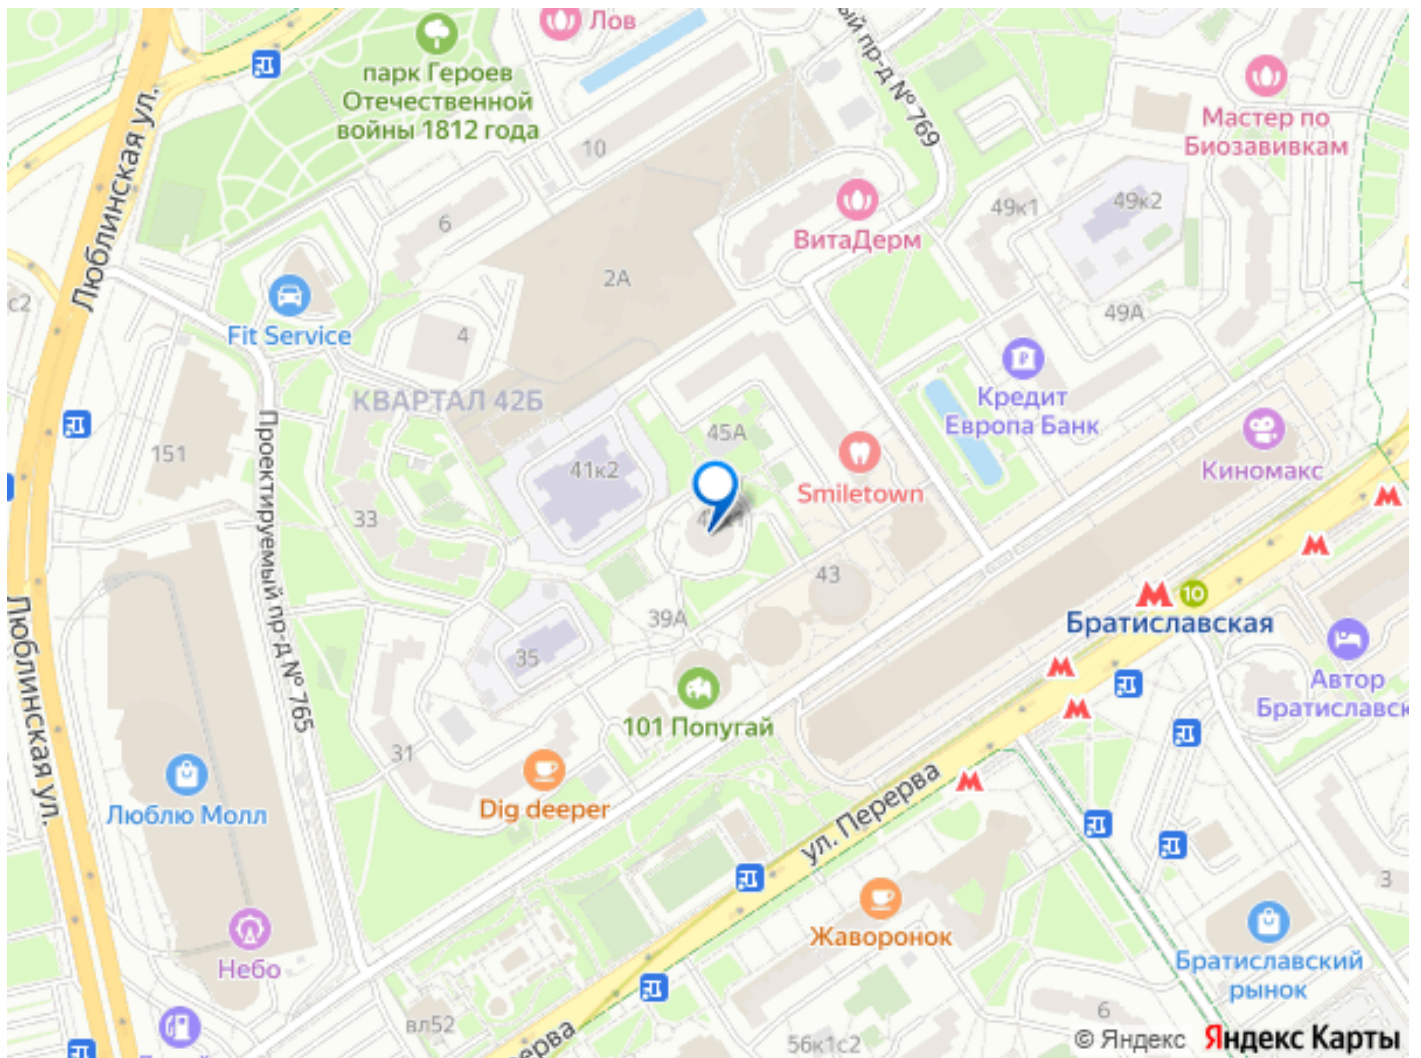 Лов
парк Героев
Отечественной
войны 1812 года
ый пр-д № 769
Мастер по
Биозавивкам
Люблинская ул.
10
6
2А
4
с2
Fit Service
ВитаДерм
49к1
49к2
49А
Кредит
Европа Банк
КВАРТАЛ 42Б
45А
41к2
151
33
Проектируемый пр-д № 765
Smiletown
Киномакс
43
39А
35
31
10
Братиславская
Автор
Братиславск
101 Попугай
Dig deeper
Люблю Молл
Люблинская ул.
ул. Перерва
Жаворонок
3
Небо
Братиславский
рынок
вл52
6
56к1с2
© Яндекс Яндекс Карты